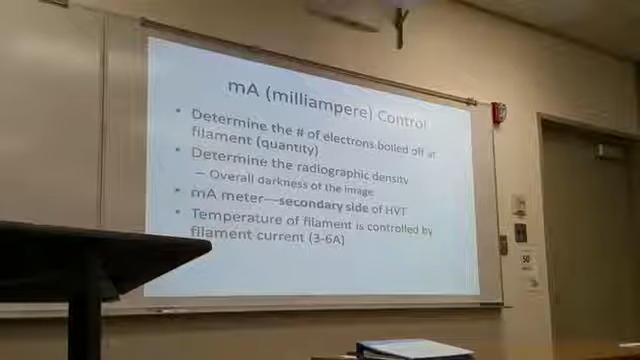 mA (milliampere) Control
• Determine the # of electrons boiled off at
filament (quantity)
• Determine the radiographic density
– Overall darkness of the image
• mA meter—secondary side of HVT
• Temperature of filament is controlled by
filament current (3-6A)
50